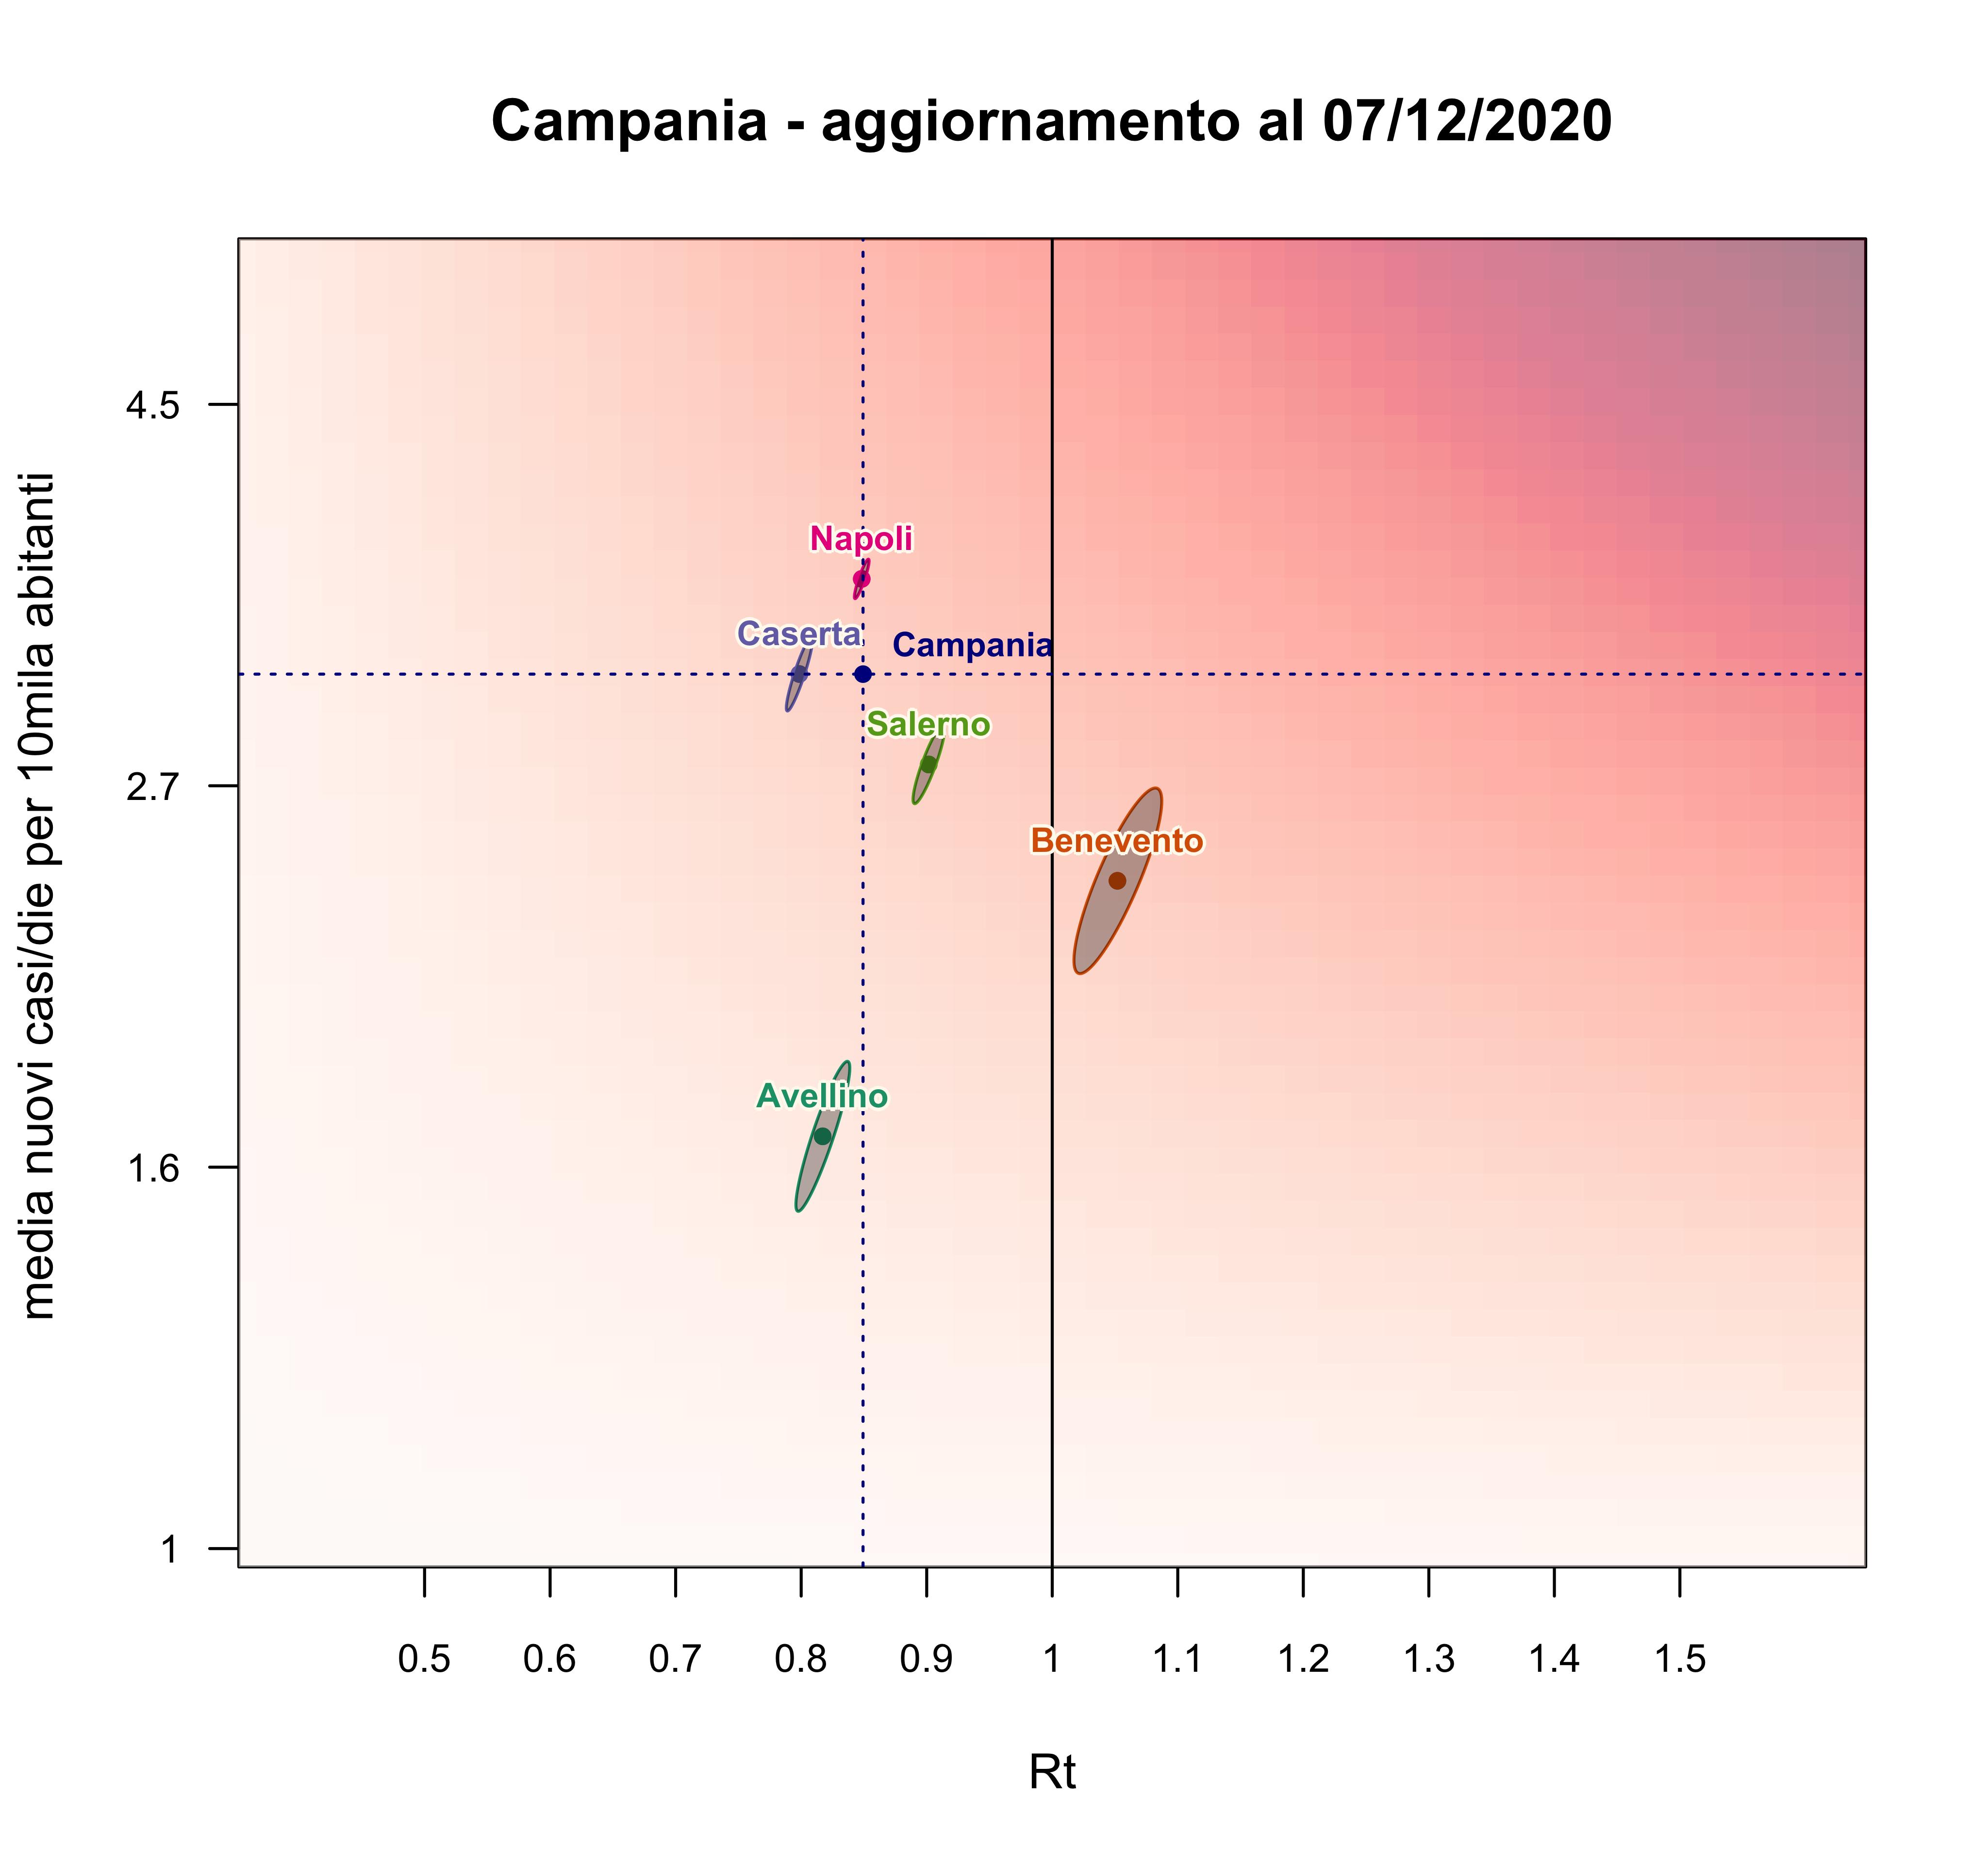 Campania - aggiornamento al 07/12/2020
media nuovi casi/die per 10mila abitanti
4.5
2.7
1.6
1
Napoli
Caserta
Campania
Salerno
Benevento
Avellino
0.5 0.6 0.7 0.8 0.9 1 1.1 1.2 1.3 1.4 1.5
Rt